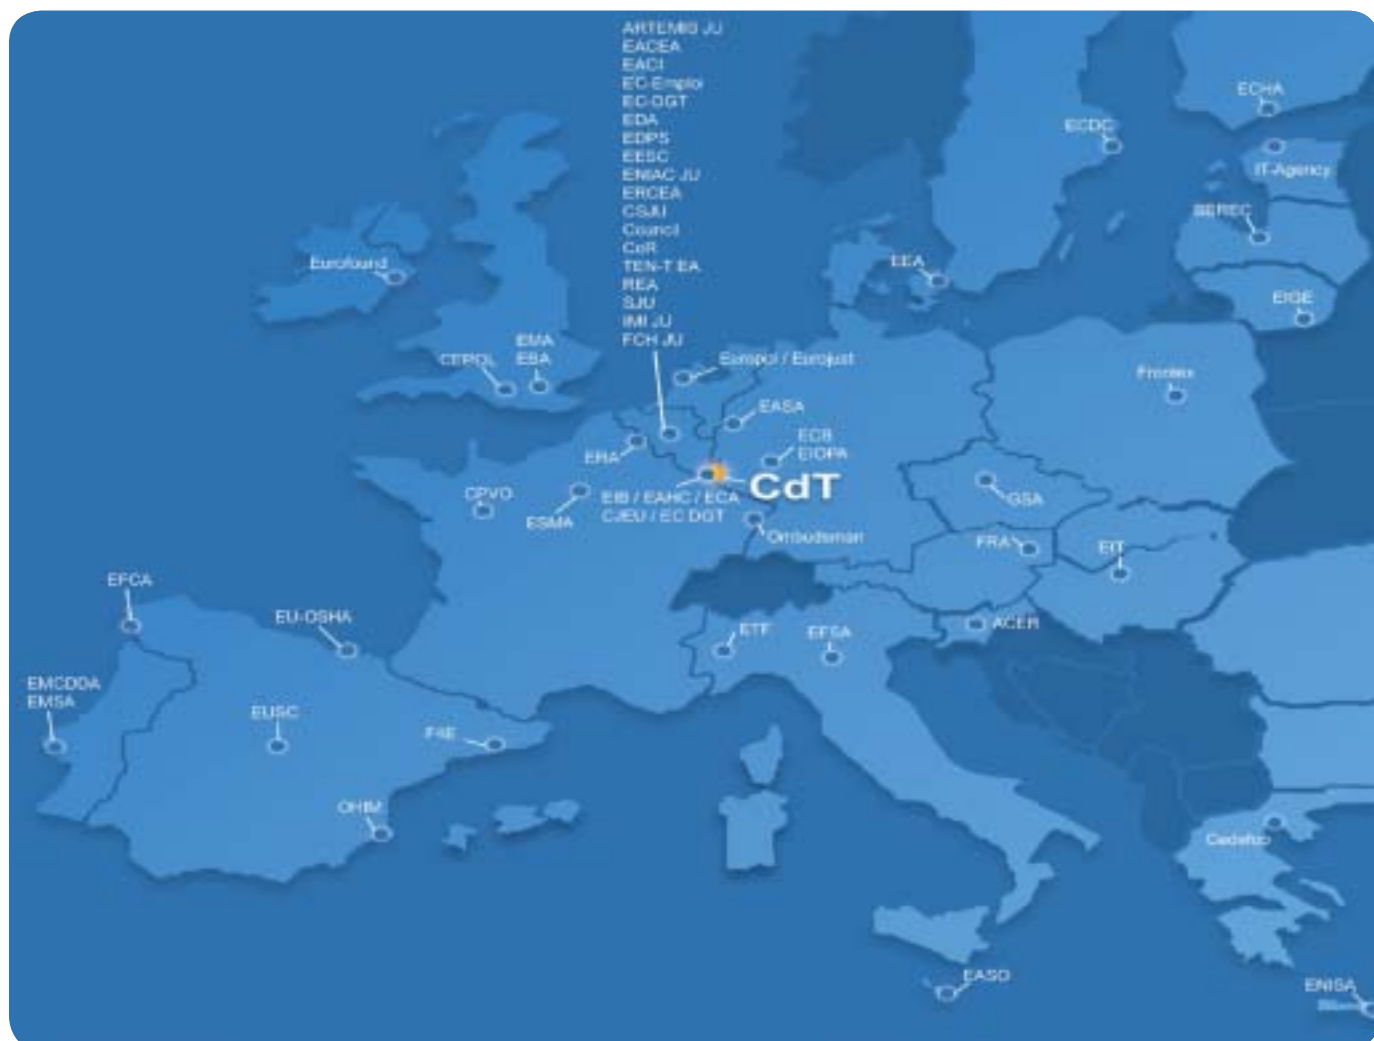 ARTEMIS JU
EACEA
EACI
EC-Emploi
EC-DGT
EDA
EDPS
EESC
ENIAC JU
ERCEA
CSJU
Council
CoR
TEN-T EA
REA
SJU
IMI JU
FCH JU
ECHA
ECDC
IT-Agency
BEREC
Eurofound
EEA
EIGE
EMA
EBA
CEPOL
Europol / Eurojust
Frontex
EASA
ECB
EIOPA
ERA
CdT
CPVO
EIB / EAHC / ECA
CJEU / EC DGT
GSA
ESMA
Ombudsman
FRA
EIT
EFCA
EU-OSHA
ETF
EFSA
ACER
EMCDDA
EMSA
EUSC
F4E
OHIM
Cedefop
EASO
ENISA